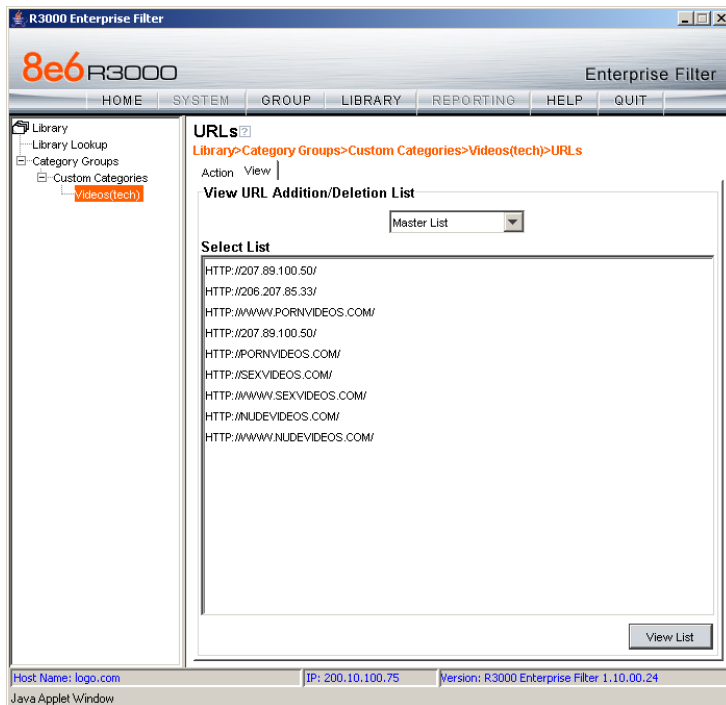 R3000 Enterprise Filter
8e6 R3000
Enterprise Filter
HOME SYSTEM GROUP LIBRARY REPORTING HELP QUIT
Library
Library Lookup
Category Groups
Custom Categories
Videos(tech)
URLs?
Library>Category Groups>Custom Categories>Videos(tech)>URLs
Action View
View URL Addition/Deletion List
Master List
Select List
HTTP://207.89.100.50/
HTTP://206.207.85.33/
HTTP://WWW.PORNVIDEOS.COM/
HTTP://207.89.100.50/
HTTP://PORNVIDEOS.COM/
HTTP://SEXVIDEOS.COM/
HTTP://WWW.SEXVIDEOS.COM/
HTTP://NUDEVIDEOS.COM/
HTTP://WWW.NUDEVIDEOS.COM/
View List
Host Name: logo.com IP: 200.10.100.75 Version: R3000 Enterprise Filter 1.10.00.24
Java Applet Window